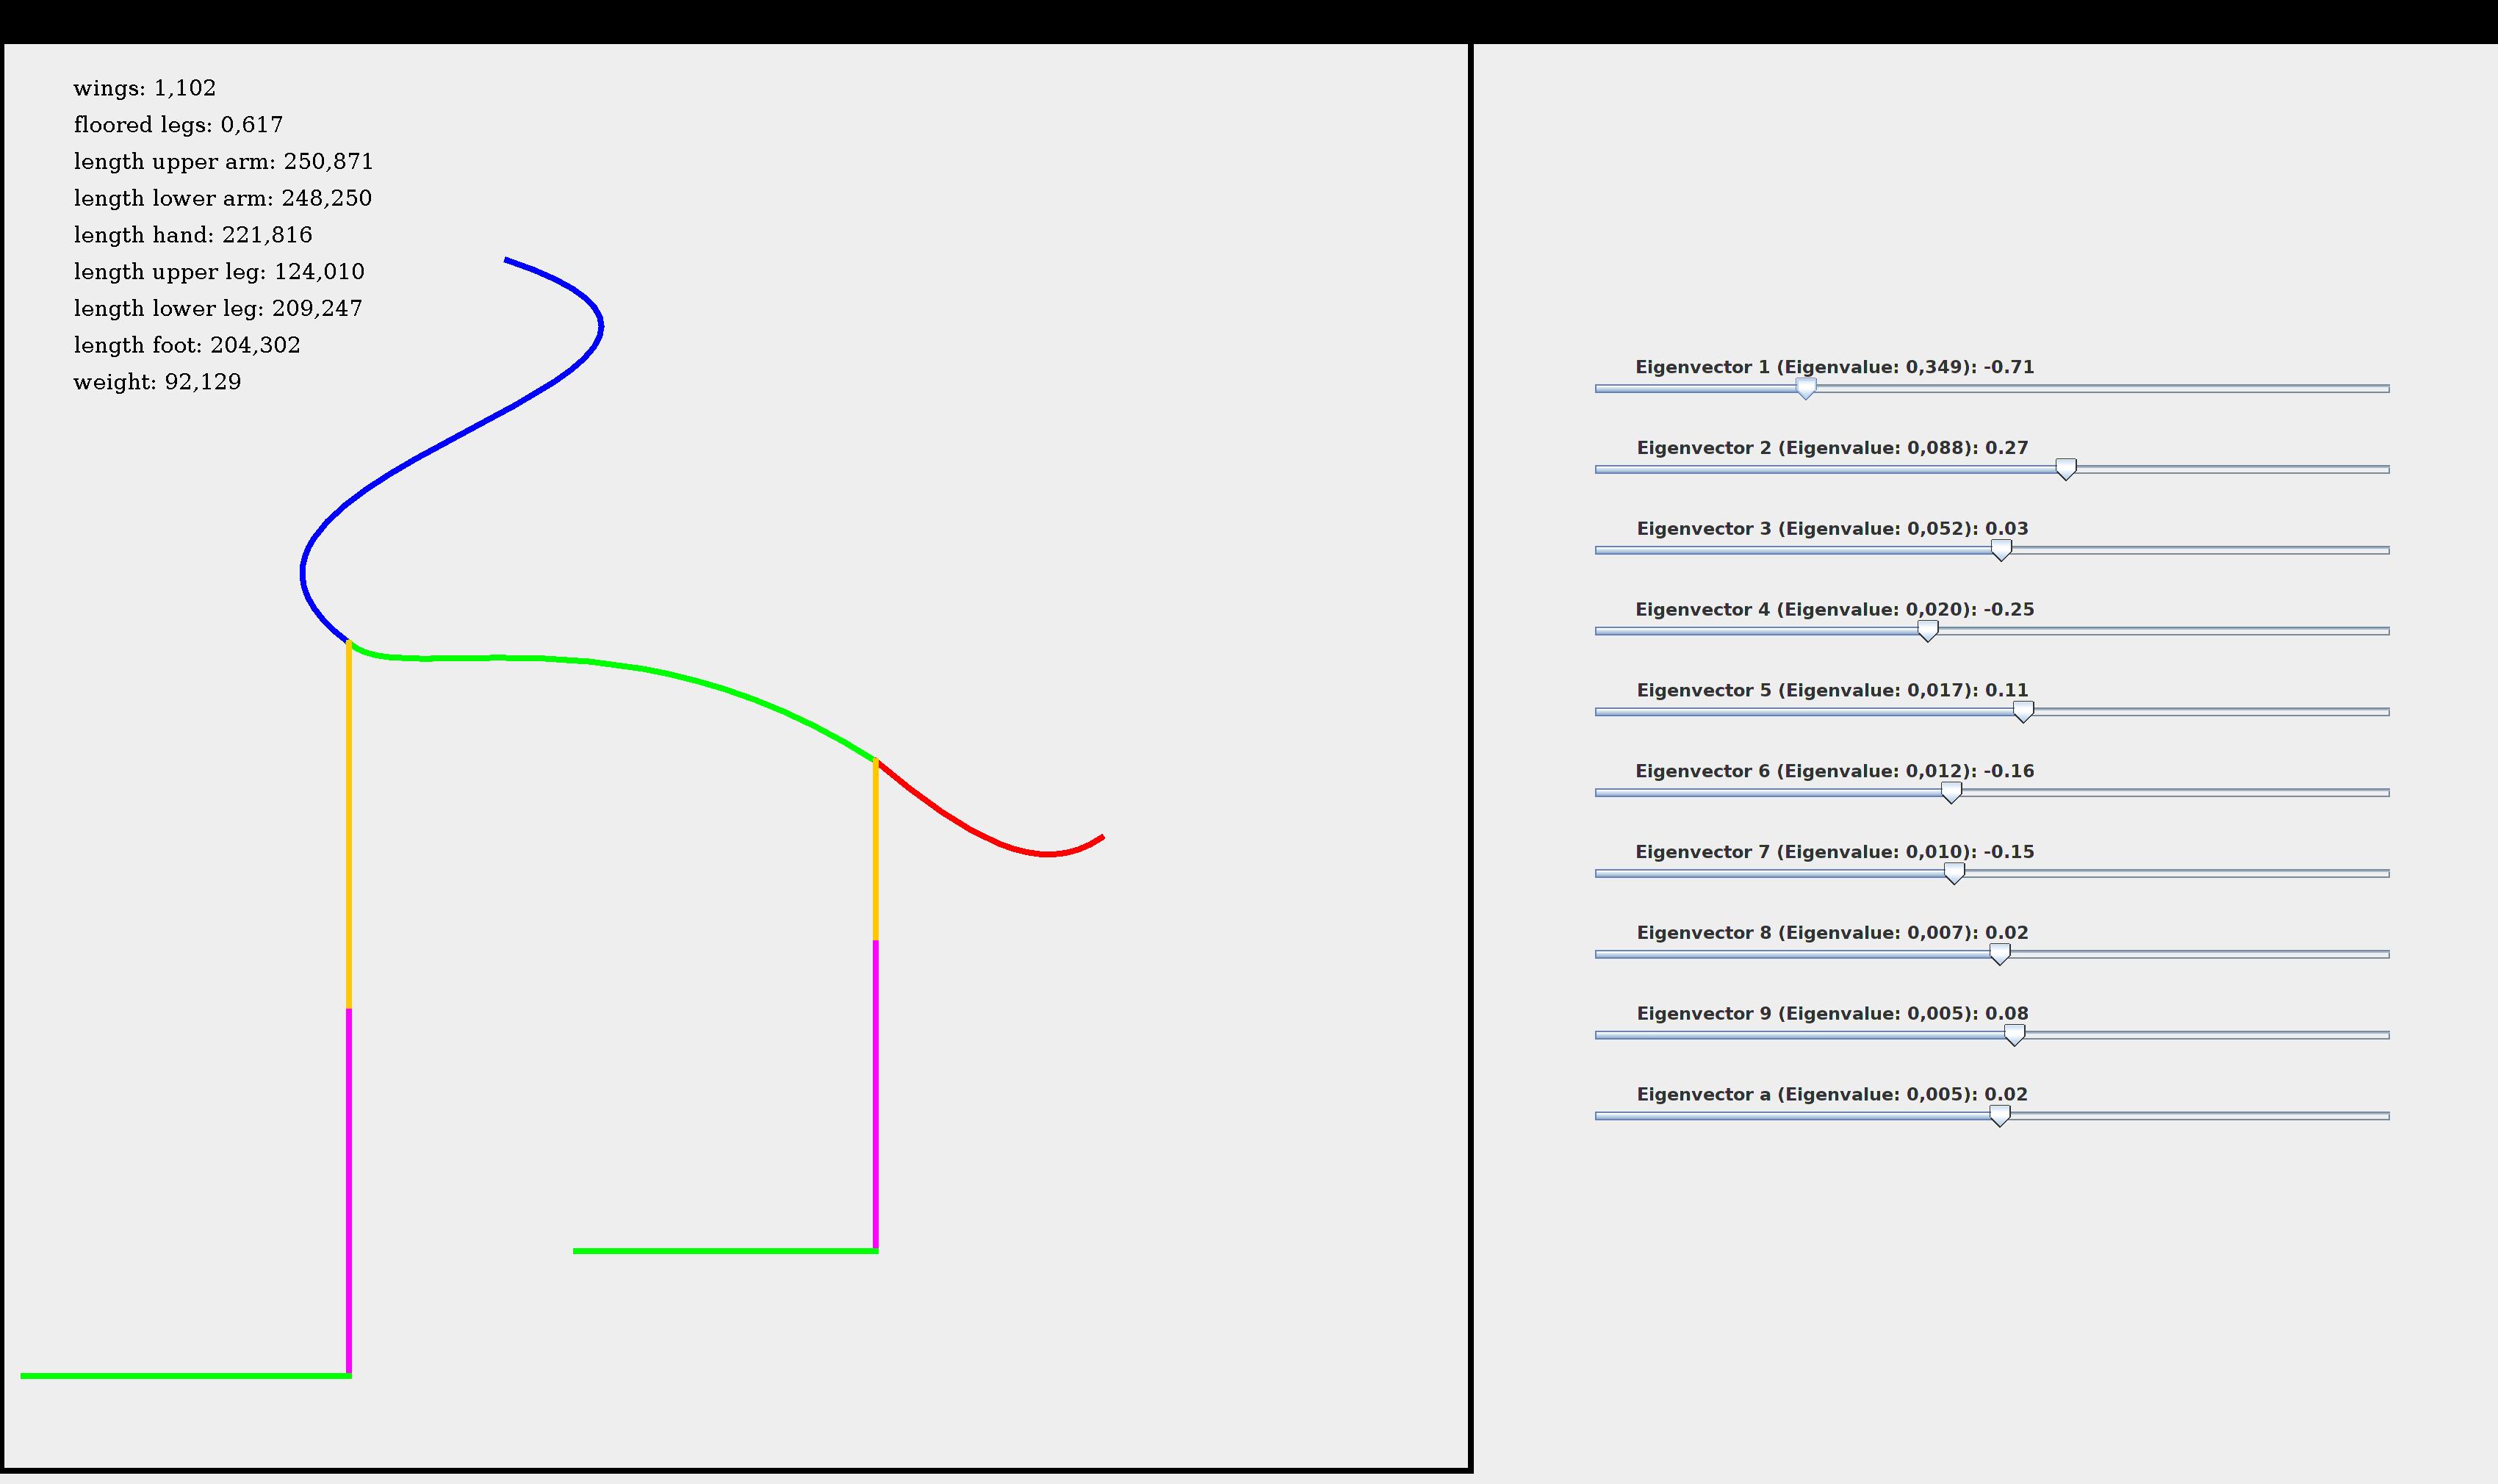 wings: 1,102
floored legs: 0,617
length upper arm: 250,871
length lower arm: 248,250
length hand: 221,816
length upper leg: 124,010
length lower leg: 209,247
length foot: 204,302
weight: 92,129
Eigenvector 1 (Eigenvalue: 0,349): -0.71
Eigenvector 2 (Eigenvalue: 0,088): 0.27
Eigenvector 3 (Eigenvalue: 0,052): 0.03
Eigenvector 4 (Eigenvalue: 0,020): -0.25
Eigenvector 5 (Eigenvalue: 0,017): 0.11
Eigenvector 6 (Eigenvalue: 0,012): -0.16
Eigenvector 7 (Eigenvalue: 0,010): -0.15
Eigenvector 8 (Eigenvalue: 0,007): 0.02
Eigenvector 9 (Eigenvalue: 0,005): 0.08
Eigenvector a (Eigenvalue: 0,005): 0.02